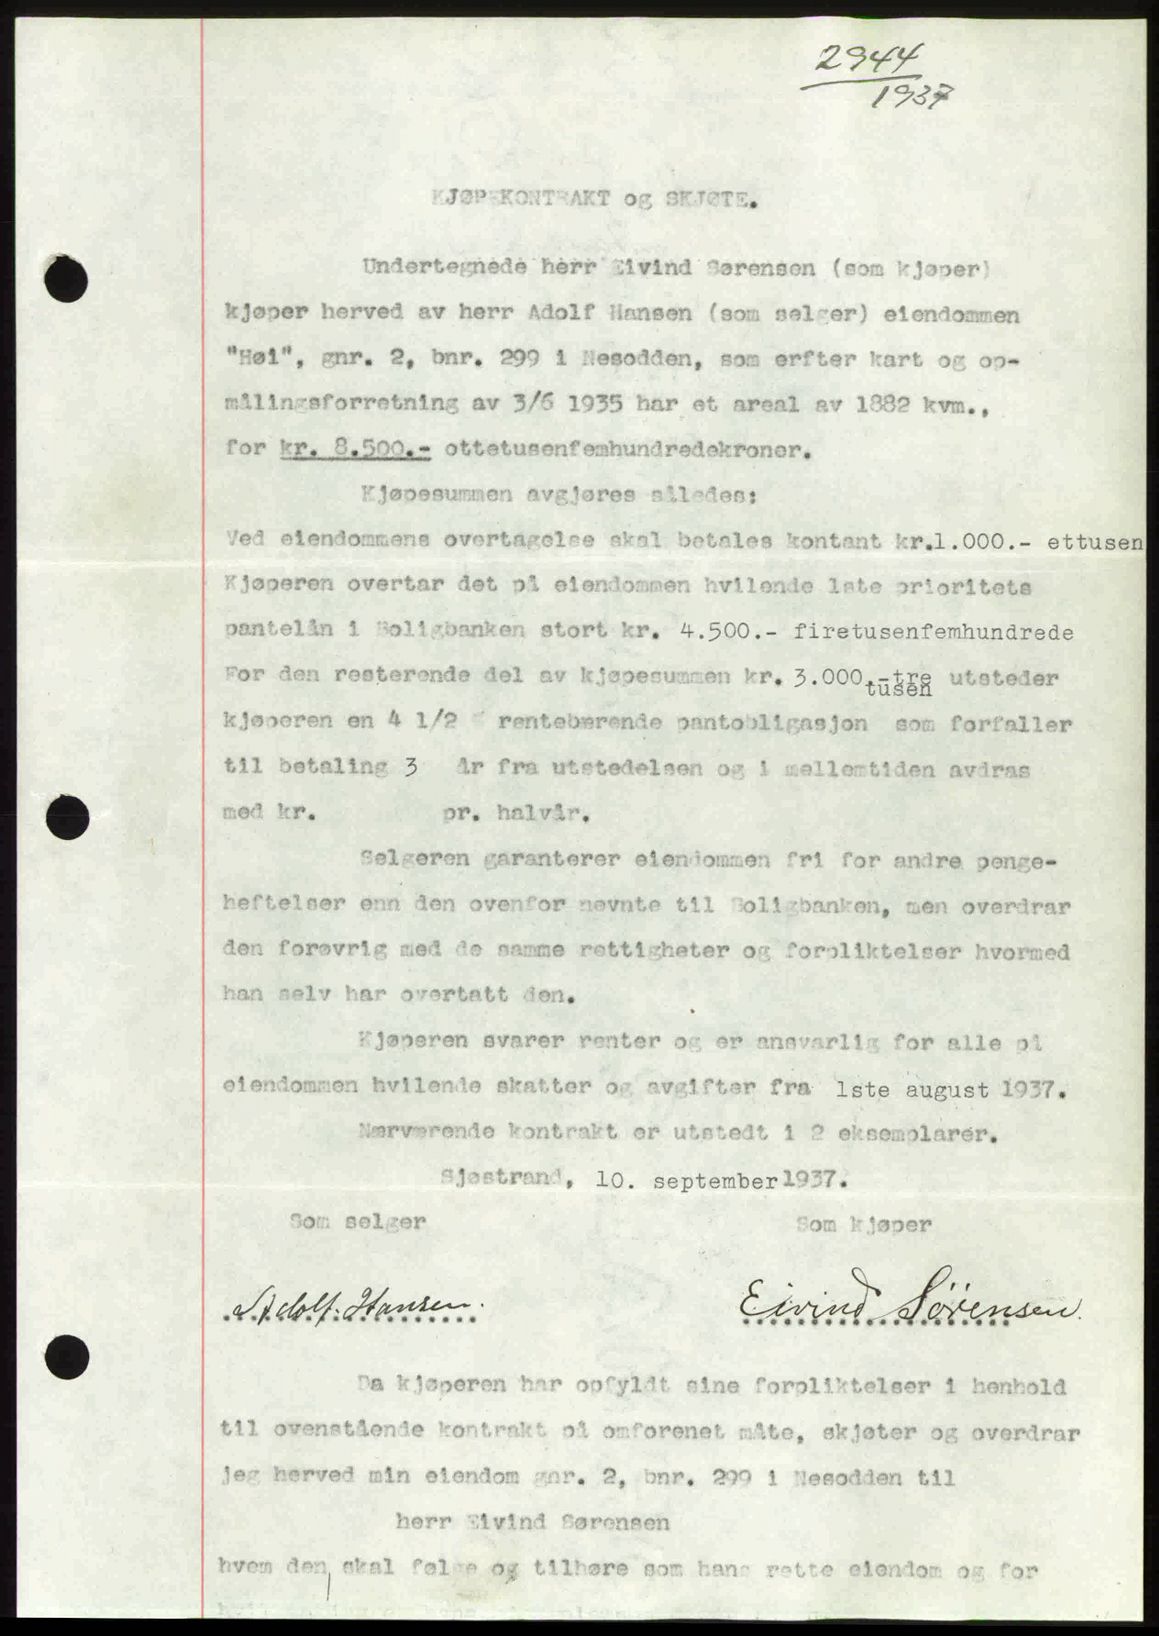 2944
1937
KJØPEKONTRAKT og SKJØTE.
Undertegnede herr Eivind Sørensen (som kjøper)
kjøper herved av herr Adolf Hansen (som selger) eiendommen
"Høi", gnr. 2, bnr. 299 i Nesodden, som erfter kart og op-
målingsforretning av 3/6 1935 har et areal av 1882 kvm.,
for kr. 8.500.- ottetusenfemhundredekroner.
Kjøpesummen avgjøres således:
Ved eiendommens overtagelse skal betales kontant kr.1.000.- ettusen
Kjøperen overtar det på eiendommen hvilende 1ste prioritets
pantelån i Boligbanken stort kr. 4.500.- firetusenfemhundrede
For den resterende del av kjøpesummen kr. 3.000.-tre utsteder
tusen
kjøperen en 4 1/2 % rentebærende pantobligasjon som forfaller
til betaling 3 år fra utstedelsen og i mellemtiden avdras
med kr. pr. halvår.
Selgeren garanterer eiendommen fri for andre penge-
heftelser enn den ovenfor nevnte til Boligbanken, men overdrar
den forøvrig med de samme rettigheter og forpliktelser hvormed
han selv har overtatt den.
Kjøperen svarer renter og er ansvarlig for alle på
eiendommen hvilende skatter og avgifter fra 1ste august 1937.
Nærværende kontrakt er utstedt i 2 eksemplarer.
Sjøstrand, 10. september 1937.
Som selger Som kjøper
Adolf Hansen. Eivind Sörensen.
Da kjøperen har opfyldt sine forpliktelser i henhold
til ovenstående kontrakt på omforenet måte, skjøter og overdrar
jeg herved min eiendom gnr. 2, bnr. 299 i Nesodden til
herr Eivind Sørensen
hvem den skal følge og tilhøre som hans rette eiendom og for